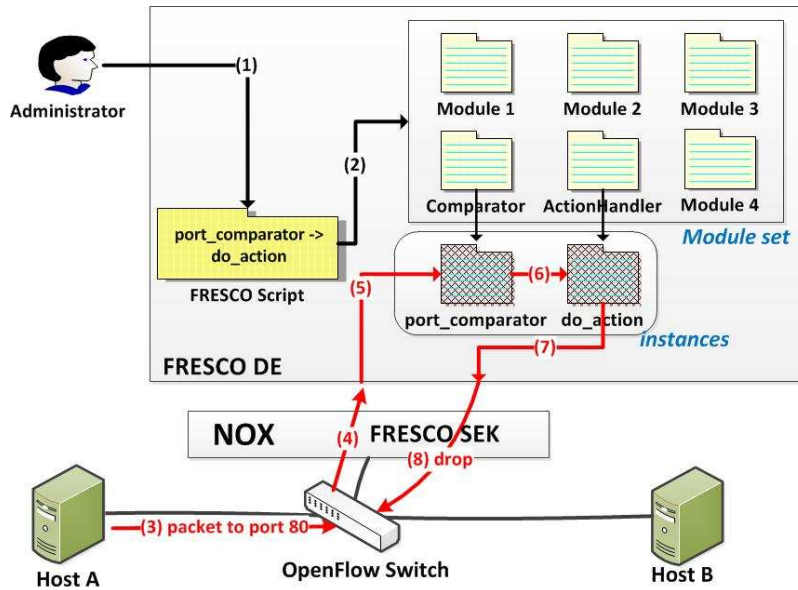 (1)
Administrator
Module 1
Module 2
Module 3
(2)
Comparator
ActionHandler
Module 4
Module set
port_comparator ->
do_action
FRESCO Script
(5)
(6)
port_comparator
do_action
instances
(7)
FRESCO DE
NOX
FRESCO SEK
(4)
(8) drop
(3) packet to port 80
Host A
OpenFlow Switch
Host B